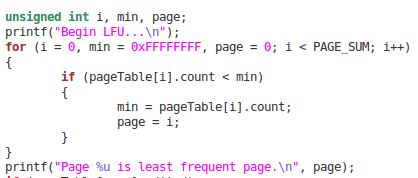 unsigned int i, min, page;
printf("Begin LFU...\n");
for (i = 0, min = 0xFFFFFFFF, page = 0; i < PAGE_SUM; i++)
{
if (pageTable[i].count < min)
{
min = pageTable[i].count;
page = i;
}
}
printf("Page %u is least frequent page.\n", page);